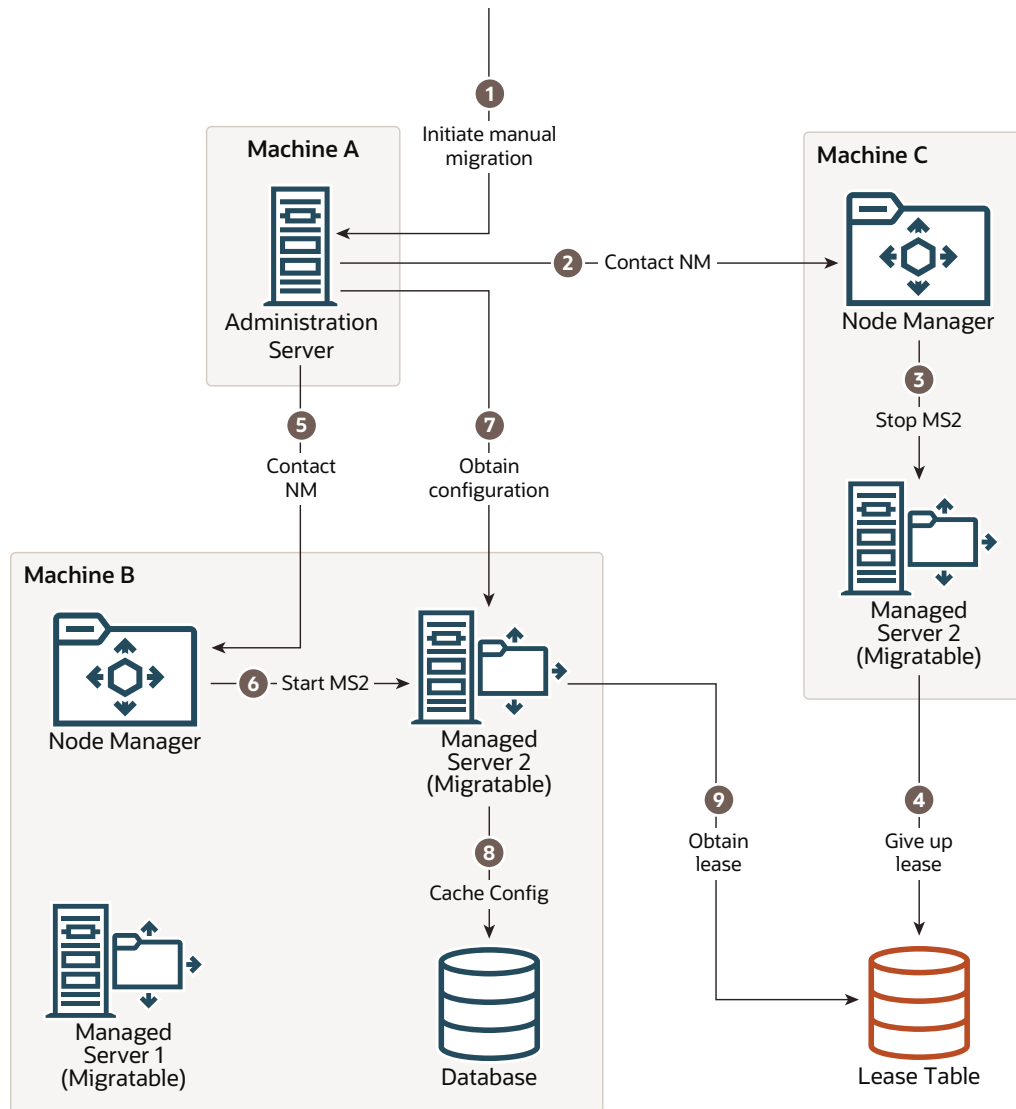 1
Initiate manual
migration
Machine A
Administration
Server
2 Contact NM
Machine C
Node Manager
3
Stop MS2
Managed
Server 2
(Migratable)
5
Contact
NM
7
Obtain
configuration
Machine B
Node Manager
6 Start MS2
Managed
Server 2
(Migratable)
8
Cache Config
Database
9
Obtain
lease
4
Give up
lease
Lease Table
Managed
Server 1
(Migratable)